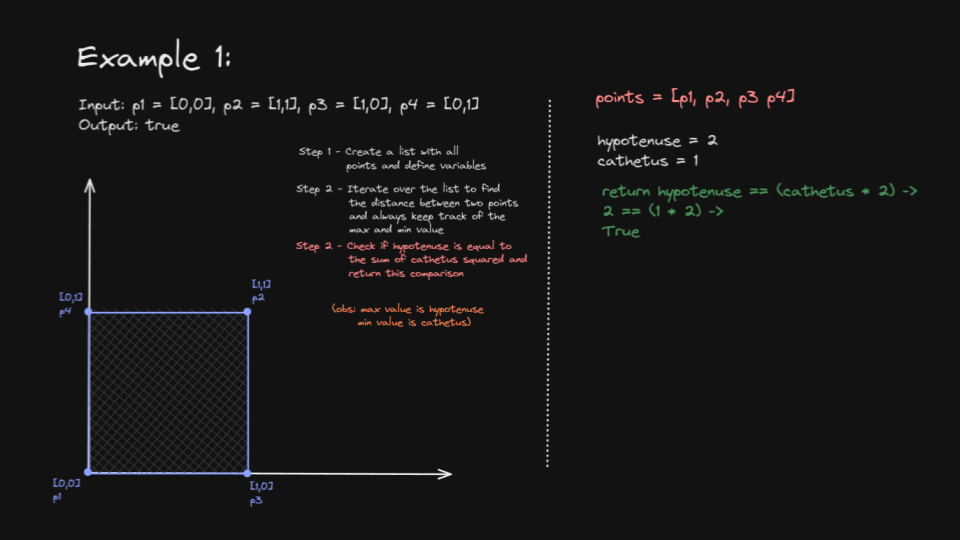 Example 1:
Input: p1 = [0,0], p2 = [1,1], p3 = [1,0], p4 = [0,1]
Output: true
Step 1 - Create a list with all
points and define variables
Step 2 - Iterate over the list to find
the distance between two points
and always keep track of the
max and min value
Step 2 - Check if hypotenuse is equal to
the sum of cathetus squared and
return this comparison
(obs: max value is hypotenuse
min value is cathetus)
[0,1]
p4
[1,1]
p2
[0,0]
p1
[1,0]
p3
points = [p1, p2, p3 p4]
hypotenuse = 2
cathetus = 1
return hypotenuse == (cathetus * 2) ->
2 == (1 * 2) ->
True